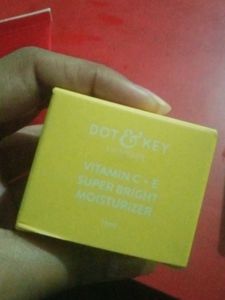 DOT & KEY
VITAMIN C + E
SUPER BRIGHT
MOISTURIZER